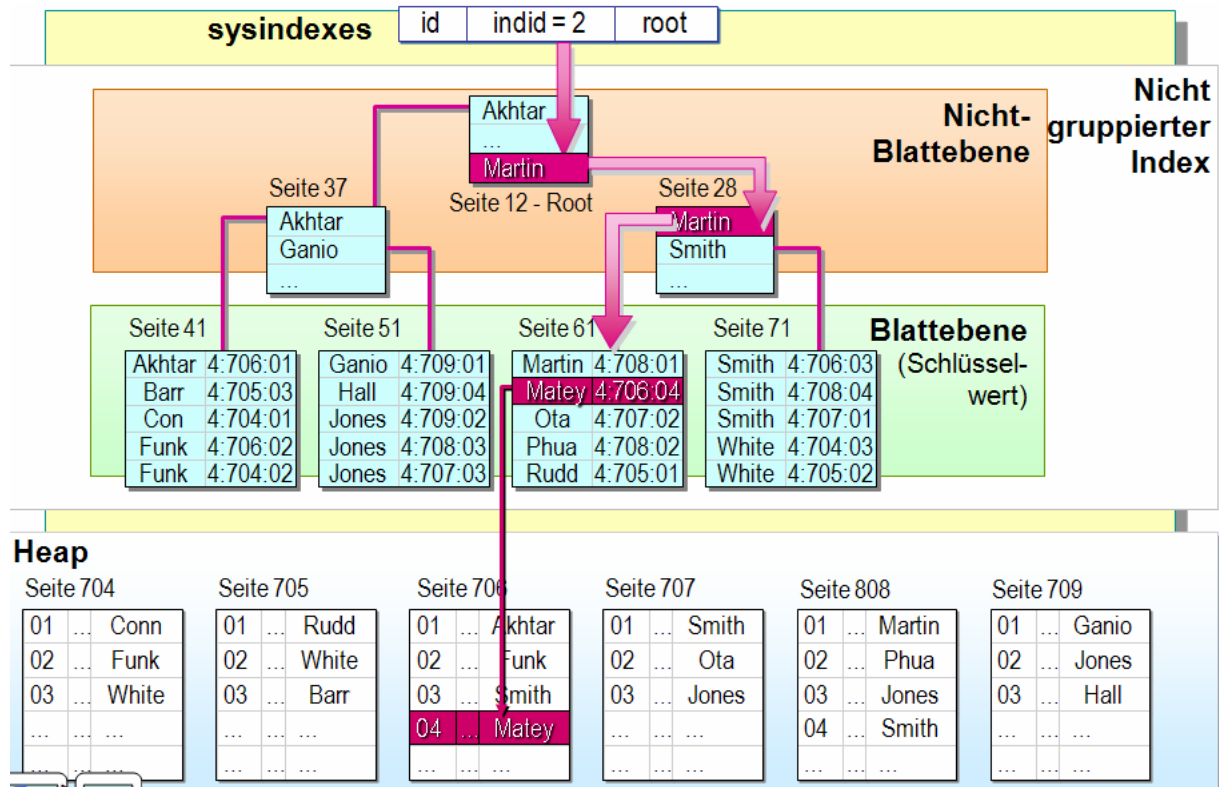 sysindexes id indid = 2 root
Nicht gruppierter Index
Nicht-
Blattebene
Akhtar
...
Martin
Seite 12 - Root
Seite 37
Akhtar
Ganio
...
Seite 28
Martin
Smith
...
Blattebene
(Schlüssel-
wert)
Seite 41
Akhtar 4:706:01
Barr 4:705:03
Con 4:704:01
Funk 4:706:02
Funk 4:704:02
Seite 51
Ganio 4:709:01
Hall 4:709:04
Jones 4:709:02
Jones 4:708:03
Jones 4:707:03
Seite 61
Martin 4:708:01
Matey 4:706:04
Ota 4:707:02
Phua 4:708:02
Rudd 4:705:01
Seite 71
Smith 4:706:03
Smith 4:708:04
Smith 4:707:01
White 4:704:03
White 4:705:02
Heap
Seite 704
01 ... Conn
02 ... Funk
03 ... White
... ... ...
... ... ...
Seite 705
01 ... Rudd
02 ... White
03 ... Barr
... ... ...
... ... ...
Seite 706
01 ... Akhtar
02 ... Funk
03 ... Smith
04 ... Matey
... ... ...
Seite 707
01 ... Smith
02 ... Ota
03 ... Jones
... ... ...
... ... ...
Seite 808
01 ... Martin
02 ... Phua
03 ... Jones
04 ... Smith
... ... ...
Seite 709
01 ... Ganio
02 ... Jones
03 ... Hall
... ... ...
... ... ...